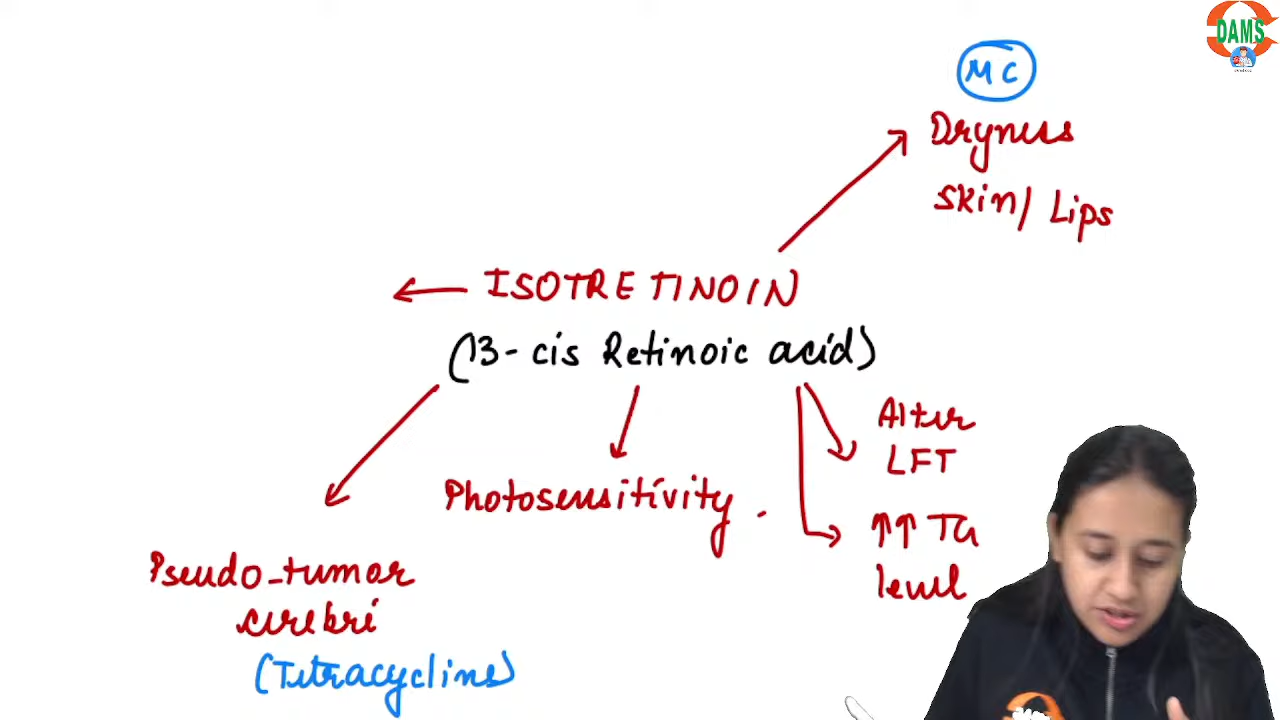 DAMS
MC
Dryness
Skin/ Lips
ISOTRETINOIN
(13-cis Retinoic acid)
Alter
LFT
Photosensitivity
↑↑ TG
level
Pseudo-tumor
cerebri
(Tetracycline)